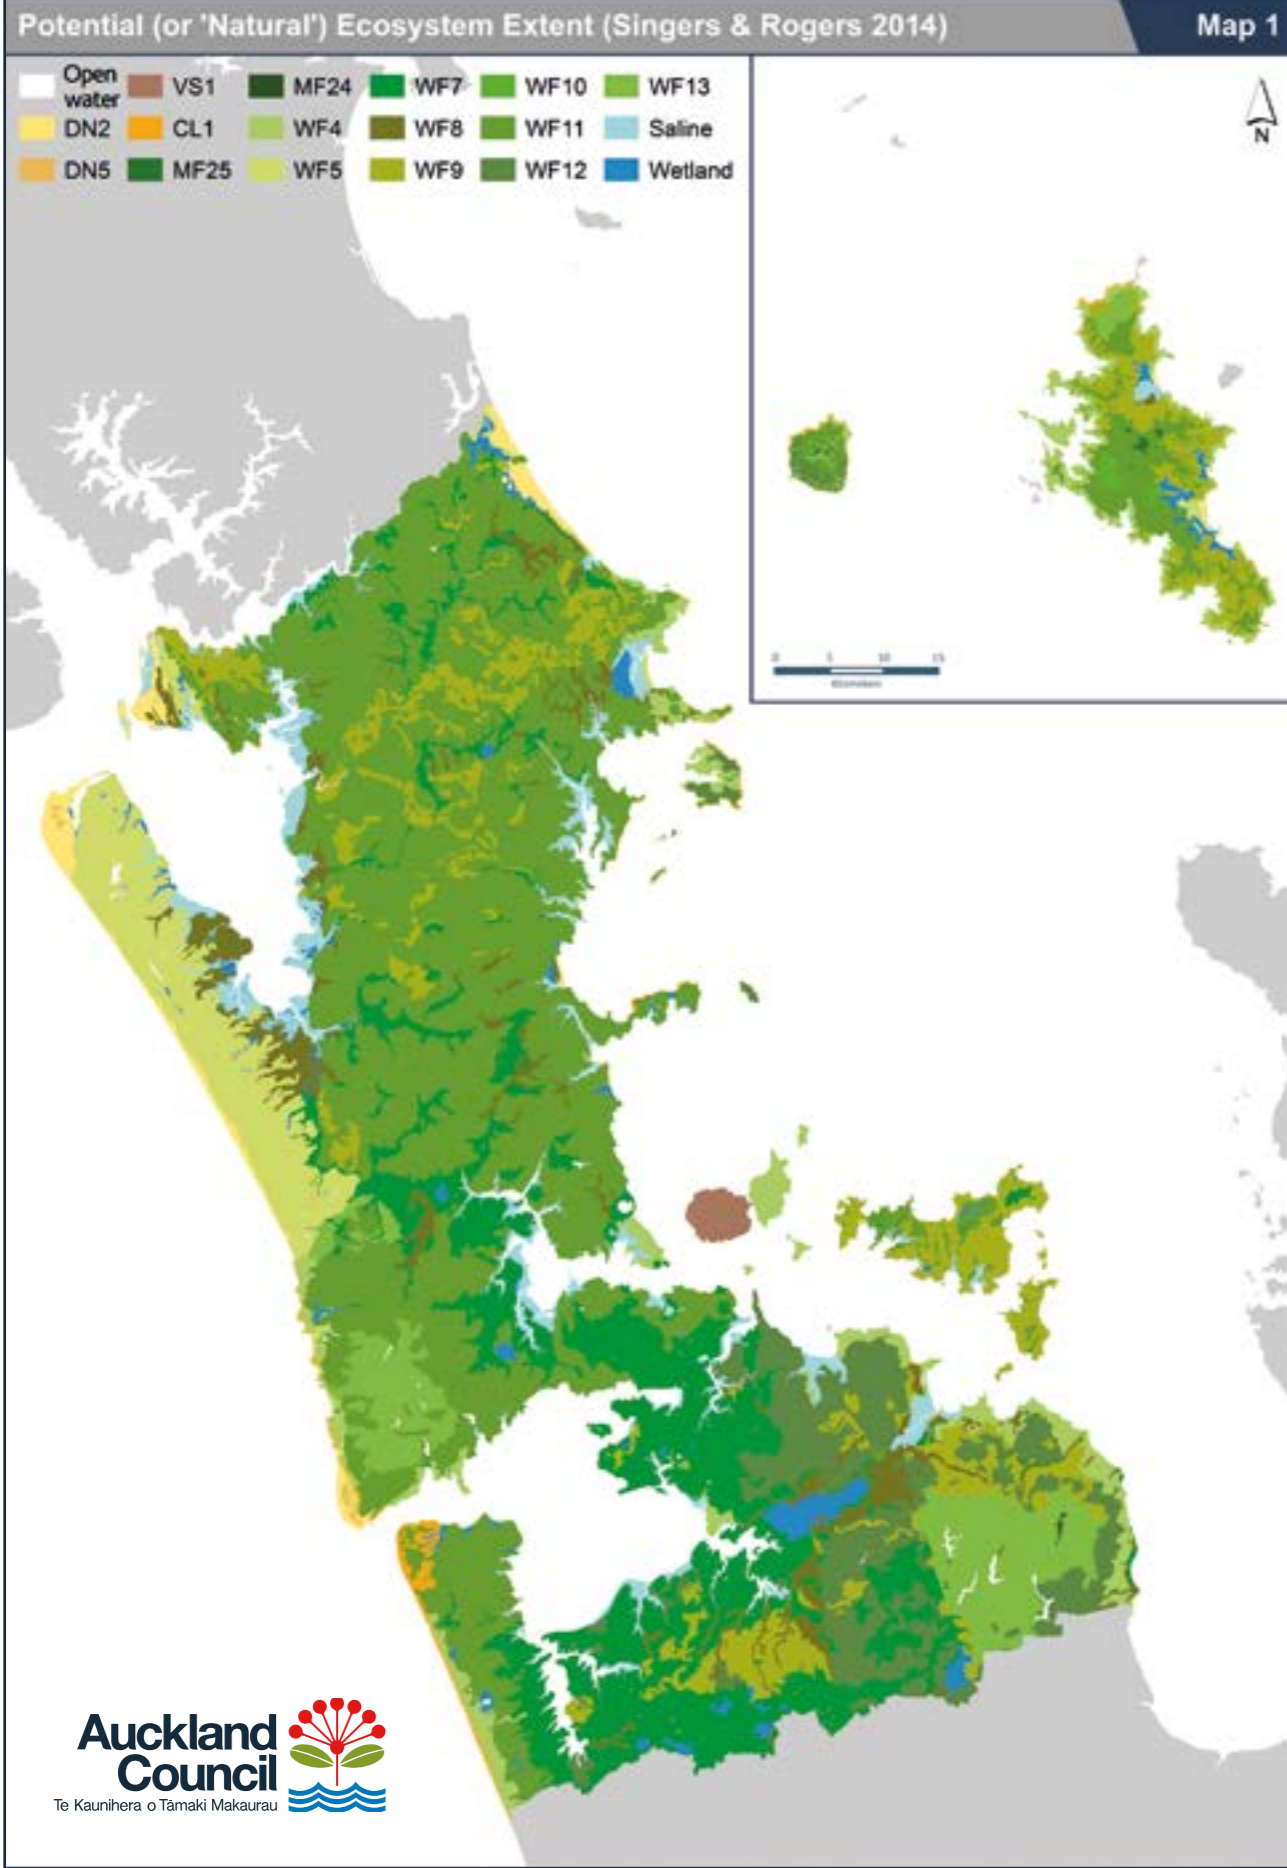 Potential (or 'Natural') Ecosystem Extent (Singers & Rogers 2014)
Map 1
Open water
VS1
MF24
WF7
WF10
WF13
DN2
CL1
WF4
WF8
WF11
Saline
DN5
MF25
WF5
WF9
WF12
Wetland
N
0 5 10 15
Kilometers
Auckland
Council
Te Kaunihera o Tāmaki Makaurau